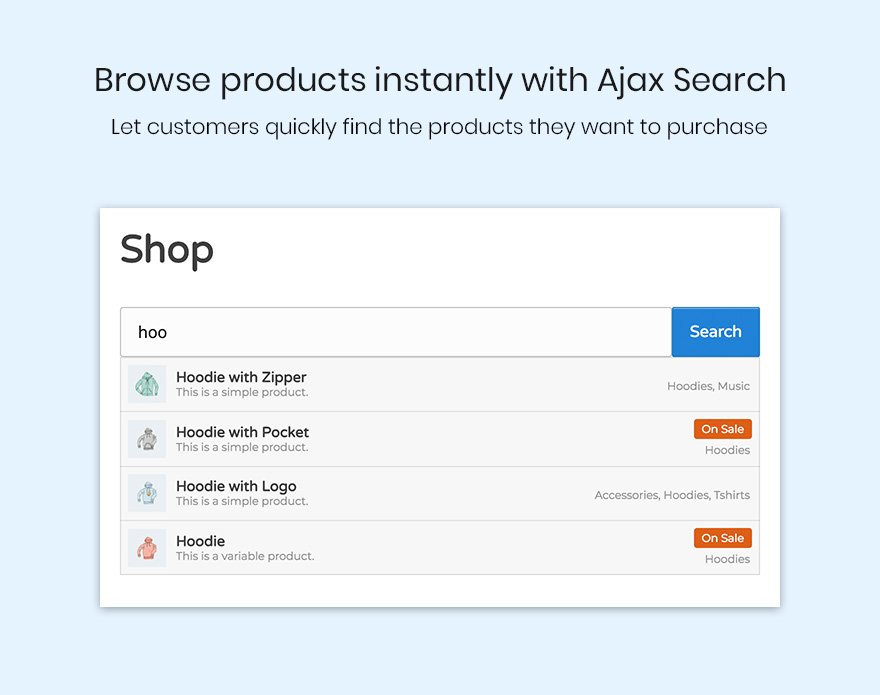 Browse products instantly with Ajax Search
Let customers quickly find the products they want to purchase
Shop
hoo
Search
Hoodie with Zipper
This is a simple product.
Hoodies, Music
Hoodie with Pocket
This is a simple product.
On Sale
Hoodies
Hoodie with Logo
This is a simple product.
Accessories, Hoodies, Tshirts
Hoodie
This is a variable product.
On Sale
Hoodies